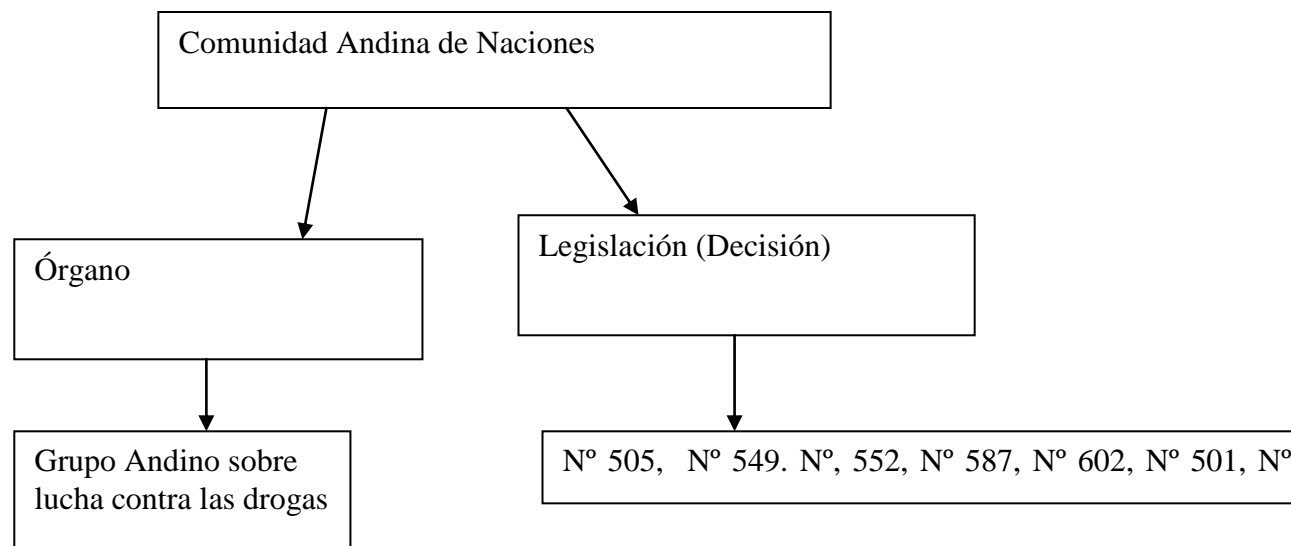 Comunidad Andina de Naciones
Órgano
Legislación (Decisión)
Grupo Andino sobre
lucha contra las drogas
Nº 505, Nº 549. Nº, 552, Nº 587, Nº 602, Nº 501, Nº